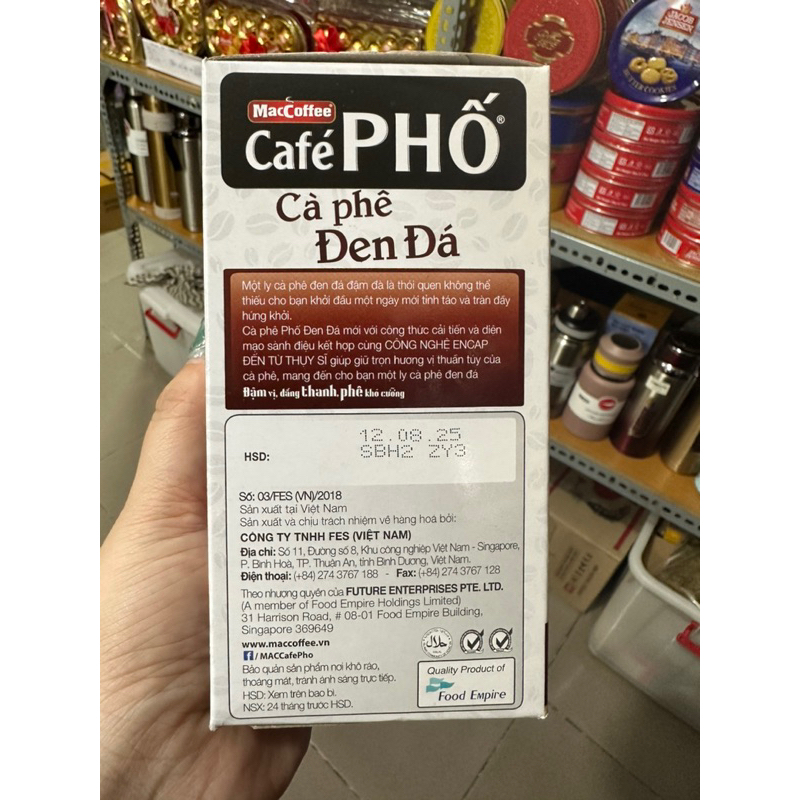 MacCoffee
Café PHỐ®
Cà phê
Đen Đá
Một ly cà phê đen đá đậm đà là thói quen không thể
thiếu cho bạn khởi đầu một ngày mới tỉnh táo và tràn đầy
hứng khởi.
Cà phê Phố Đen Đá mới với công thức cải tiến và diện
mạo sành điệu kết hợp cùng CÔNG NGHỆ ENCAP
ĐẾN TỪ THỤY SĨ giúp giữ trọn hương vị thuần túy của
cà phê, mang đến cho bạn một ly cà phê đen đá
Đậm vị, đắng thanh, phê khó cưỡng
12.08.25
HSD: SBH2 ZY3
Số: 03/FES (VN)/2018
Sản xuất tại Việt Nam
Sản xuất và chịu trách nhiệm về hàng hoá bởi:
CÔNG TY TNHH FES (VIỆT NAM)
Địa chỉ: Số 11, Đường số 8, Khu công nghiệp Việt Nam - Singapore,
P. Bình Hoà, TP. Thuận An, tỉnh Bình Dương, Việt Nam.
Điện thoại: (+84) 274 3767 188 - Fax: (+84) 274 3767 128
Theo nhượng quyền của FUTURE ENTERPRISES PTE. LTD.
(A member of Food Empire Holdings Limited)
31 Harrison Road, # 08-01 Food Empire Building,
Singapore 369649
www.maccoffee.vn
f /MACCafePho
Bảo quản sản phẩm nơi khô ráo,
thoáng mát, tránh ánh sáng trực tiếp.
HSD: Xem trên bao bì.
NSX: 24 tháng trước HSD.
حلال
Quality Product of
Food Empire
JACOB
JENSEN
BUTTER COOKIES